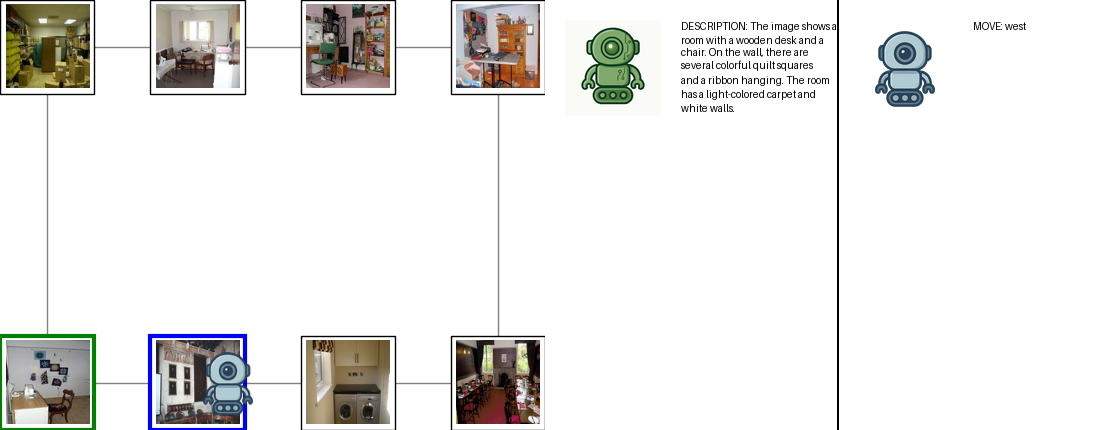 DESCRIPTION: The image shows a
room with a wooden desk and a
chair. On the wall, there are
several colorful quilt squares
and a ribbon hanging. The room
has a light-colored carpet and
white walls.
MOVE: west